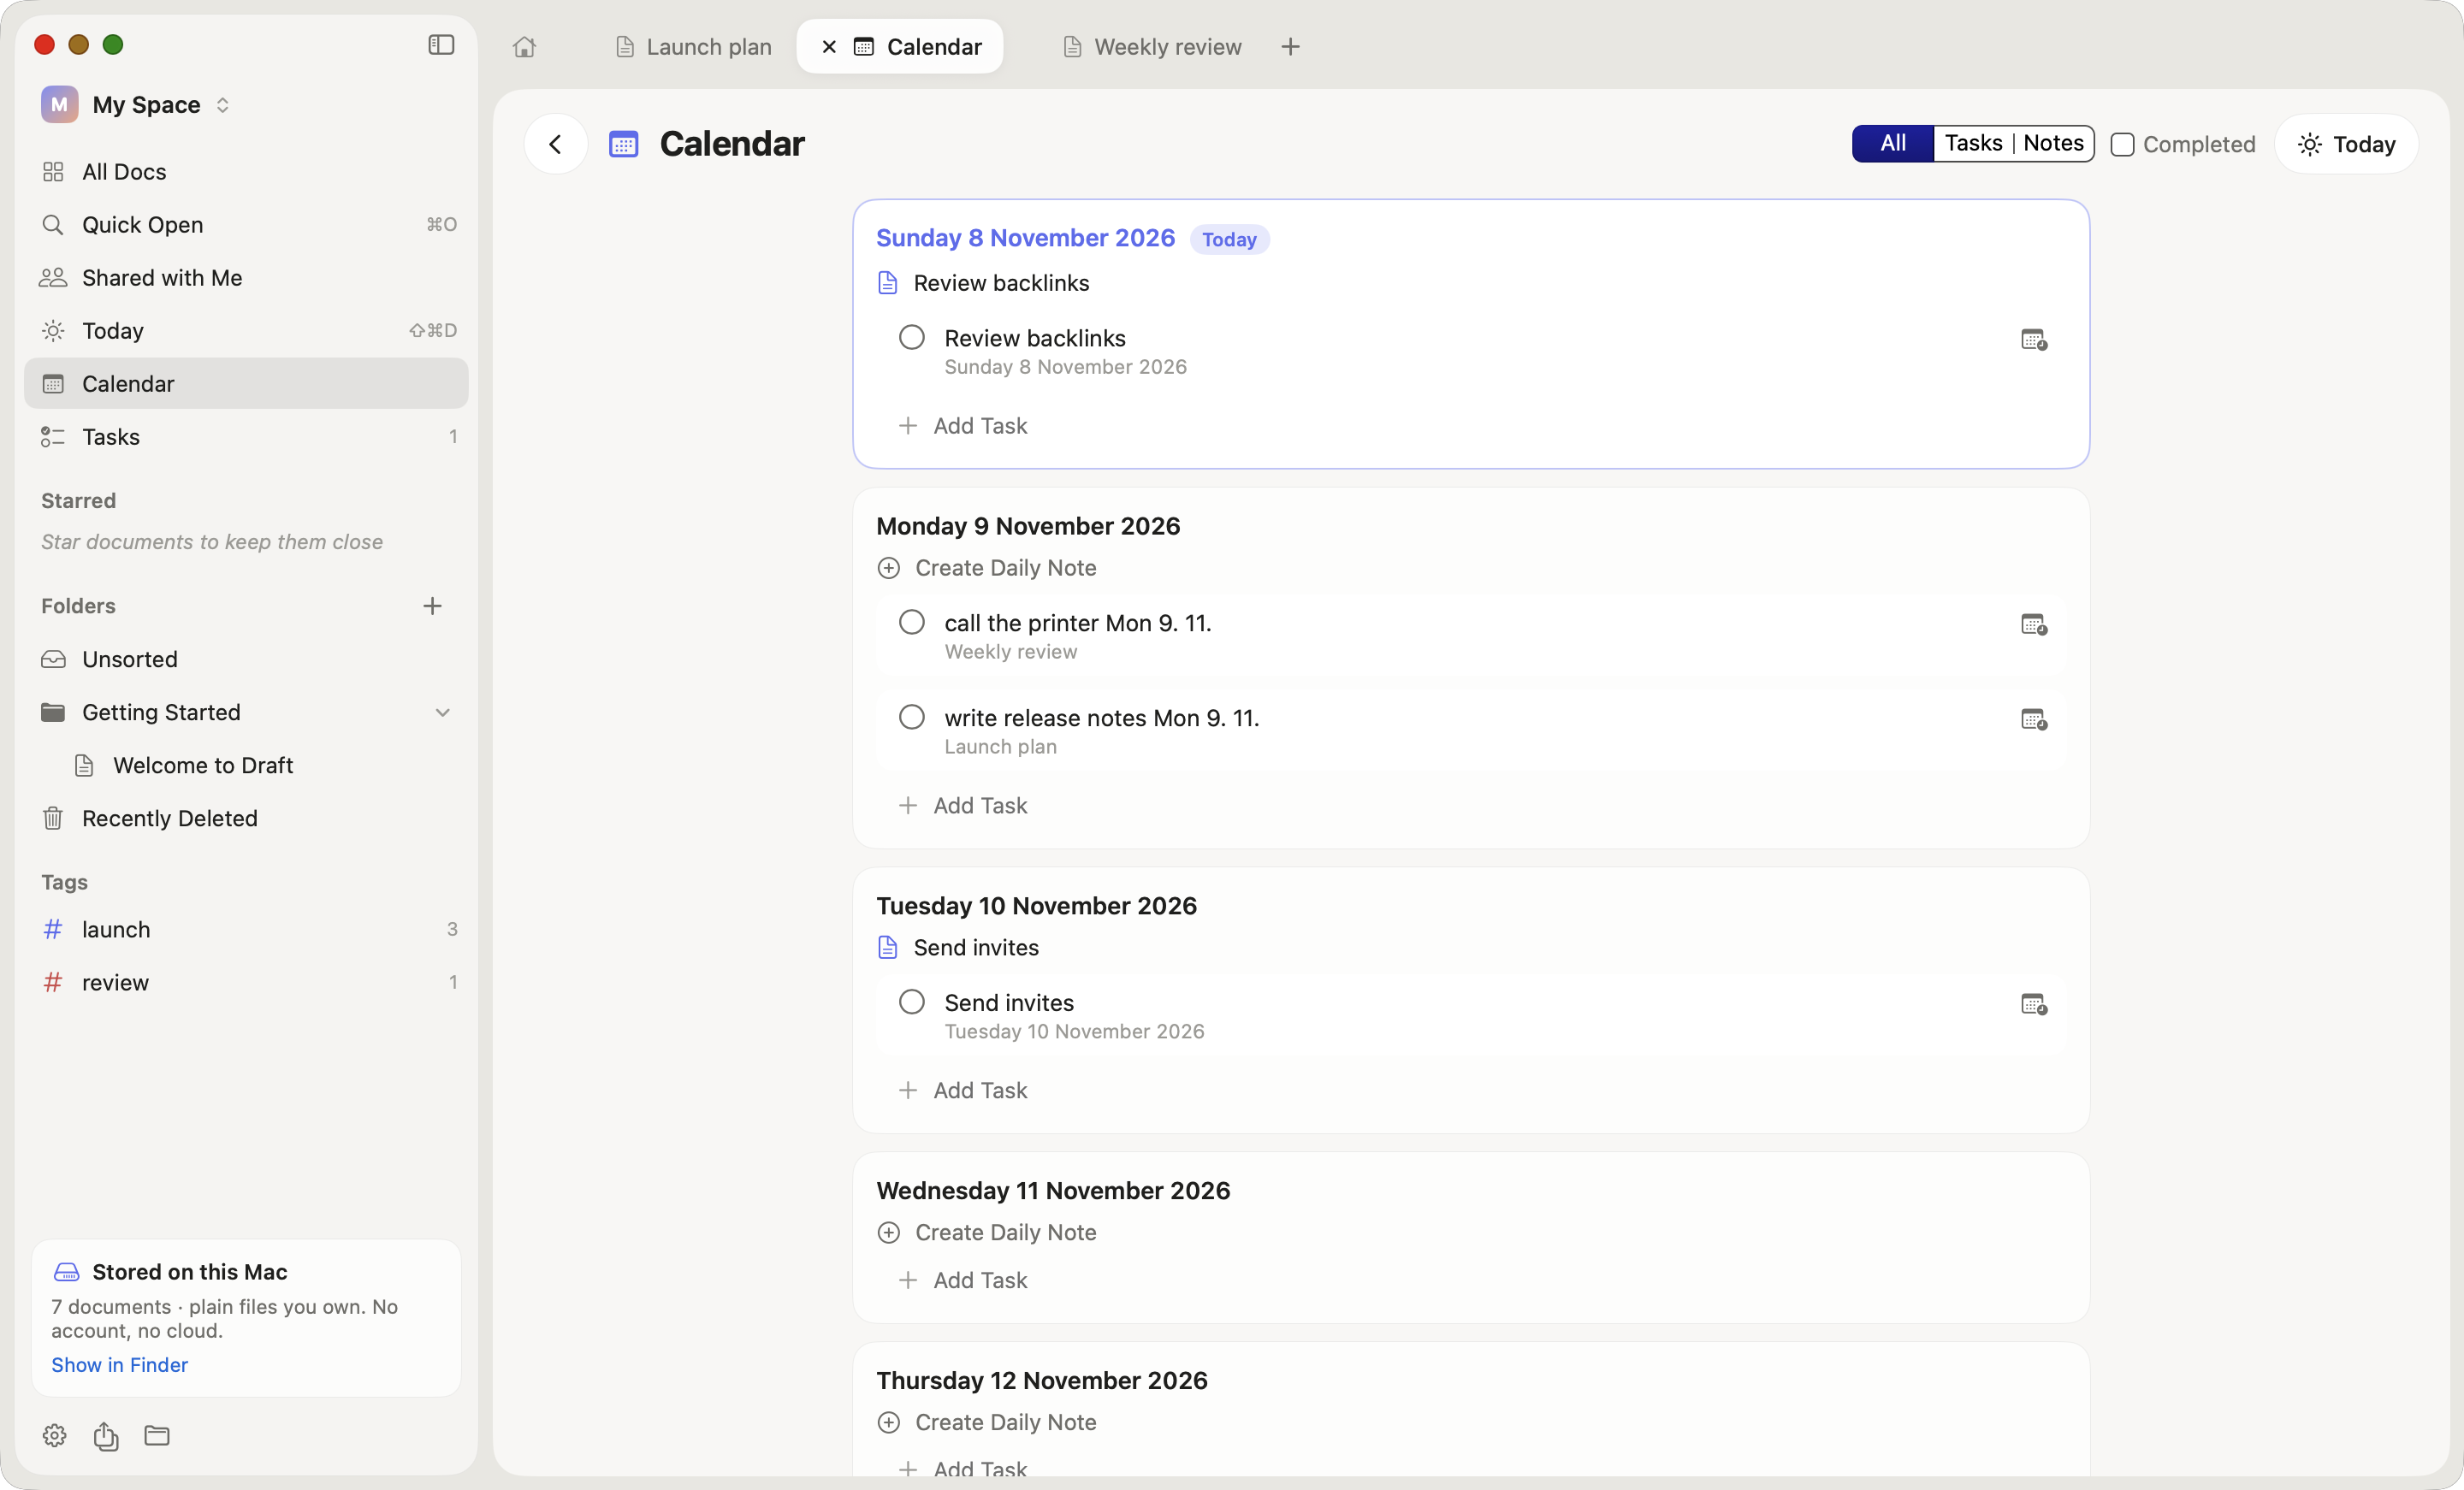 M My Space
All Docs
Quick Open ⌘O
Shared with Me
Today ⇧⌘D
Calendar
Tasks 1
Starred
Star documents to keep them close
Folders
Unsorted
Getting Started
Welcome to Draft
Recently Deleted
Tags
# launch 3
# review 1
Stored on this Mac
7 documents · plain files you own. No
account, no cloud.
Show in Finder
Launch plan
Calendar
Weekly review
Calendar
All Tasks Notes
Completed
Today
Sunday 8 November 2026 Today
Review backlinks
Review backlinks
Sunday 8 November 2026
Add Task
Monday 9 November 2026
Create Daily Note
call the printer Mon 9. 11.
Weekly review
write release notes Mon 9. 11.
Launch plan
Add Task
Tuesday 10 November 2026
Send invites
Send invites
Tuesday 10 November 2026
Add Task
Wednesday 11 November 2026
Create Daily Note
Add Task
Thursday 12 November 2026
Create Daily Note
Add Task